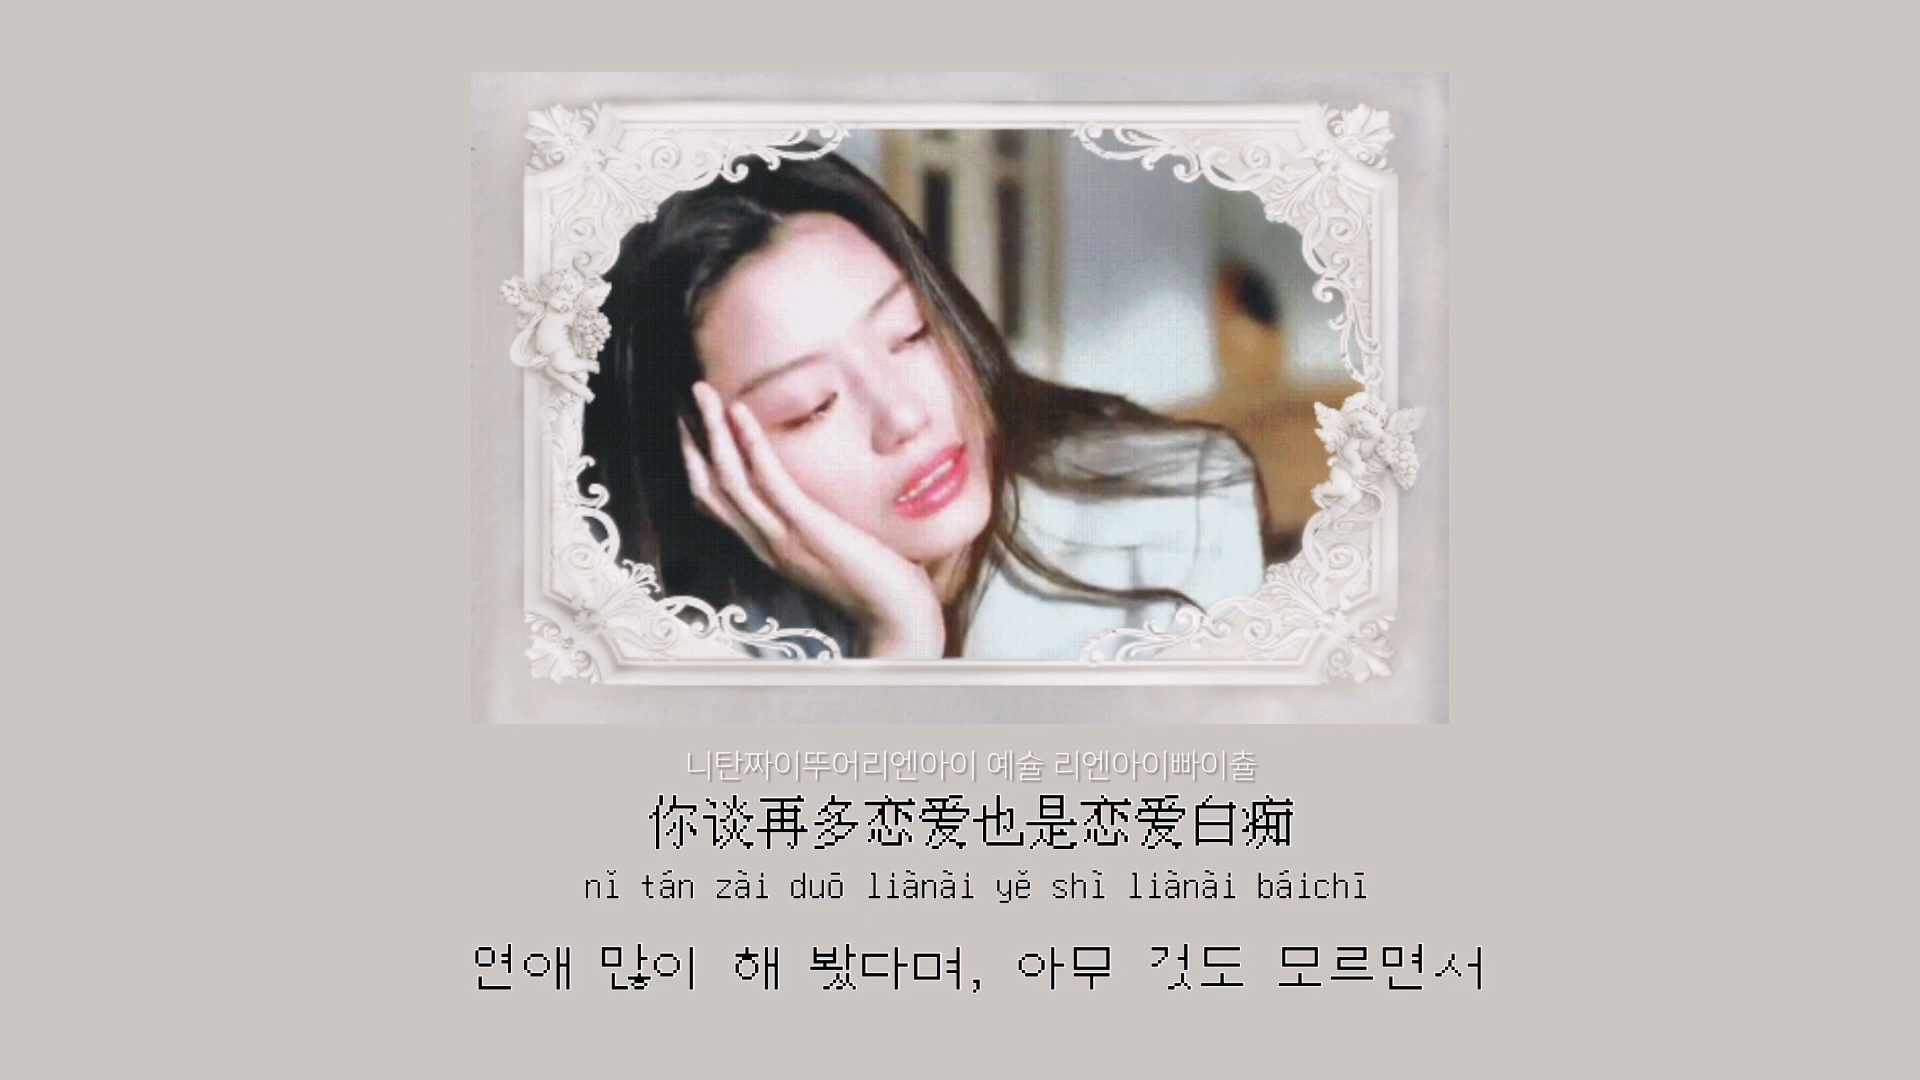 니탄짜이뚜어리엔아이 예슬 리엔아이빠이츨
你谈再多恋爱也是恋爱白痴
nǐ tán zài duō liànài yě shì liànài báichī
연애 많이 해 봤다며, 아무 것도 모르면서